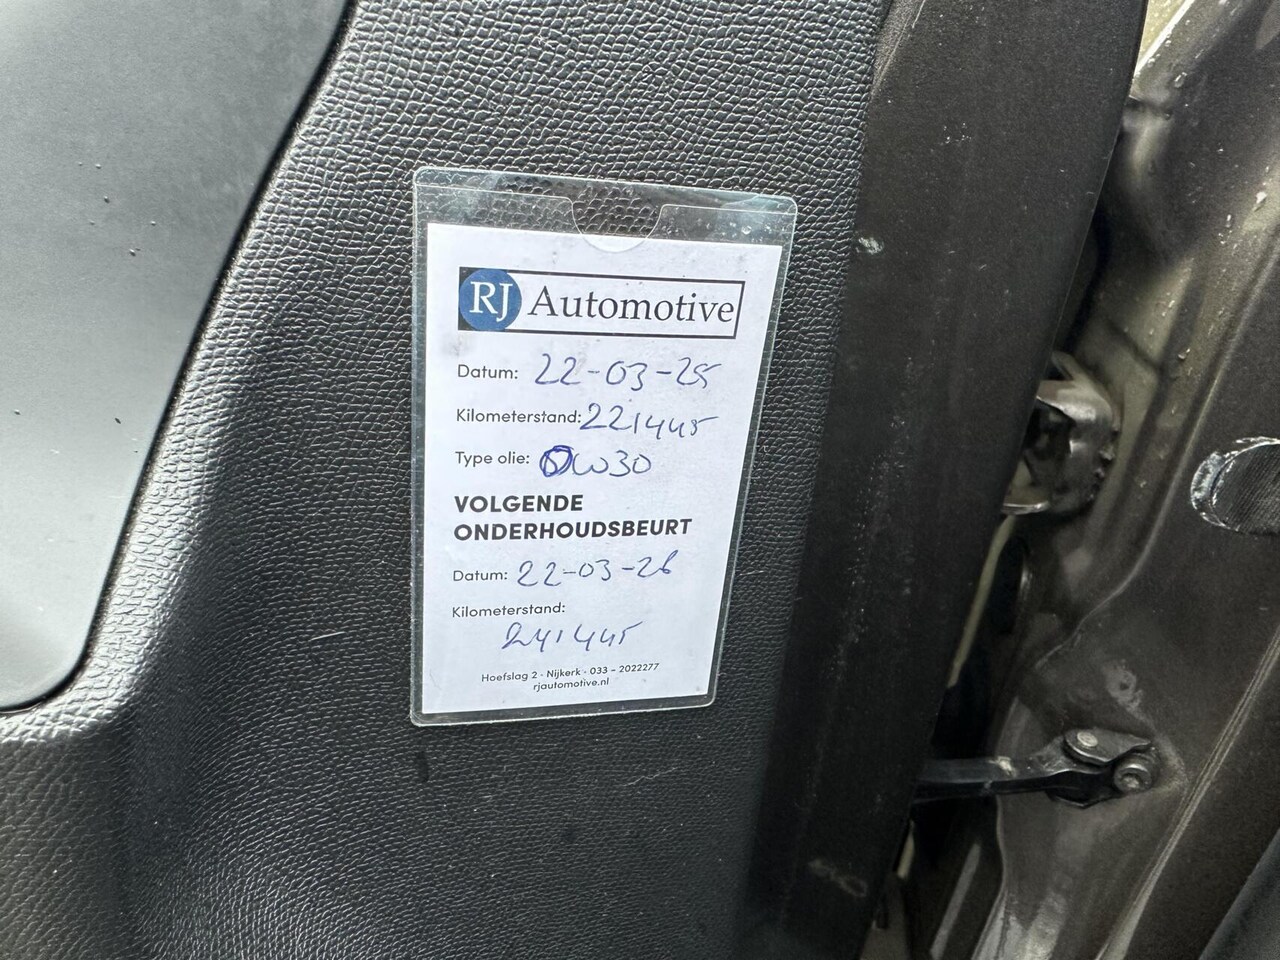 RJ Automotive
Datum: 22-03-25
Kilometerstand: 221445
Type olie: 0W30
VOLGENDE
ONDERHOUDSBEURT
Datum: 22-03-26
Kilometerstand:
241445
Hoefslag 2 - Nijkerk - 033 - 2022277
rjautomotive.nl